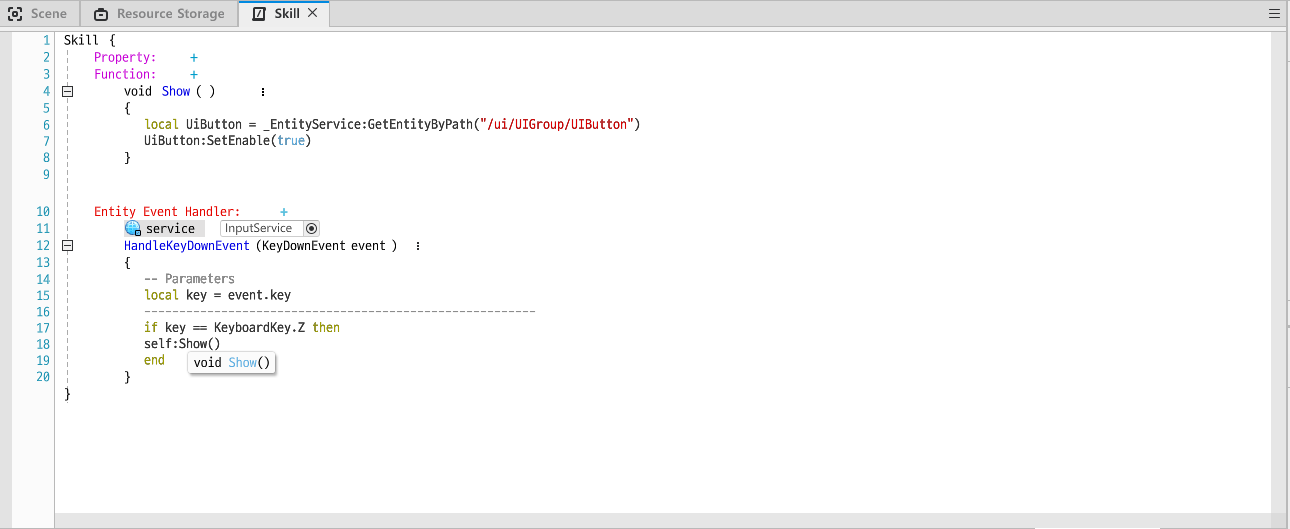 Scene Resource Storage Skill
1 Skill {
2 Property: +
3 Function: +
4 void Show ( )
5 {
6 local UiButton = _EntityService:GetEntityByPath("/ui/UIGroup/UIButton")
7 UiButton:SetEnable(true)
8 }
9
10 Entity Event Handler: +
11 service InputService
12 HandleKeyDownEvent (KeyDownEvent event )
13 {
14 -- Parameters
15 local key = event.key
16 --------------------------------------------------------
17 if key == KeyboardKey.Z then
18 self:Show()
19 end void Show()
20 }
}